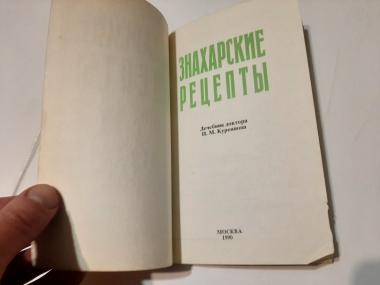 ЗНАХАРСКИЕ
РЕЦЕПТЫ
Лечебник доктора
П. М. Куреннова
МОСКВА
1990